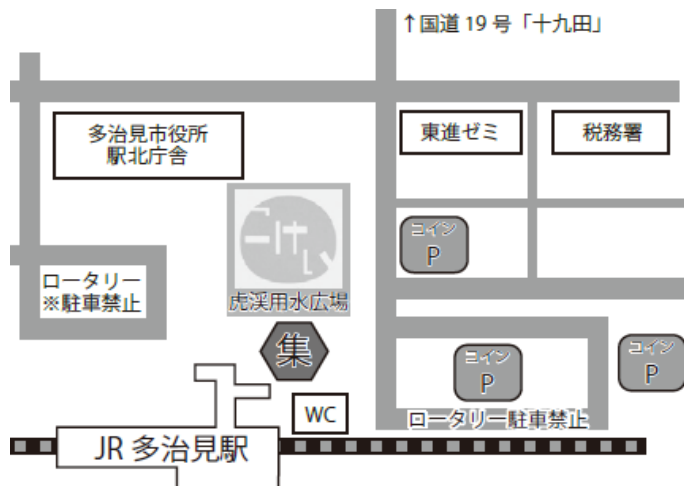 ↑国道 19 号「十九田」
多治見市役所
駅北庁舎
東進ゼミ
税務署
こけい
コイン
P
ロータリー
※駐車禁止
虎渓用水広場
集
コイン
P
コイン
P
WC
ロータリー駐車禁止
JR 多治見駅